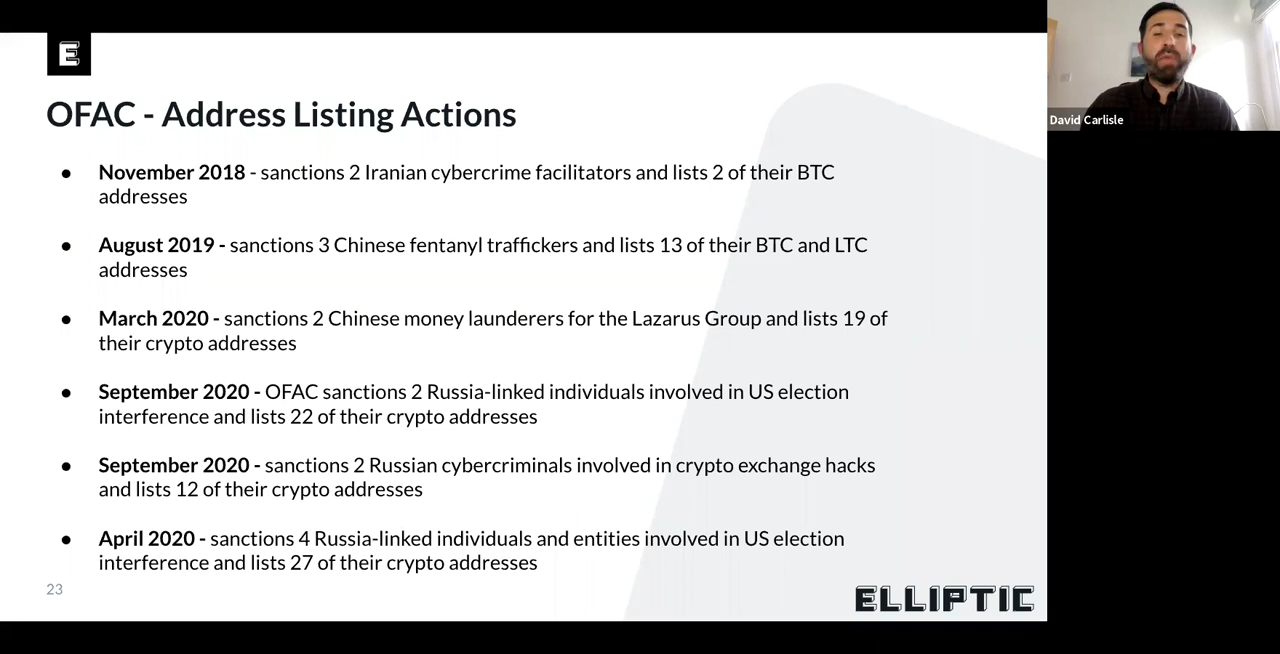 E
OFAC - Address Listing Actions
● November 2018 - sanctions 2 Iranian cybercrime facilitators and lists 2 of their BTC
addresses
● August 2019 - sanctions 3 Chinese fentanyl traffickers and lists 13 of their BTC and LTC
addresses
● March 2020 - sanctions 2 Chinese money launderers for the Lazarus Group and lists 19 of
their crypto addresses
● September 2020 - OFAC sanctions 2 Russia-linked individuals involved in US election
interference and lists 22 of their crypto addresses
● September 2020 - sanctions 2 Russian cybercriminals involved in crypto exchange hacks
and lists 12 of their crypto addresses
● April 2020 - sanctions 4 Russia-linked individuals and entities involved in US election
interference and lists 27 of their crypto addresses
23
ELLIPTIC
David Carlisle